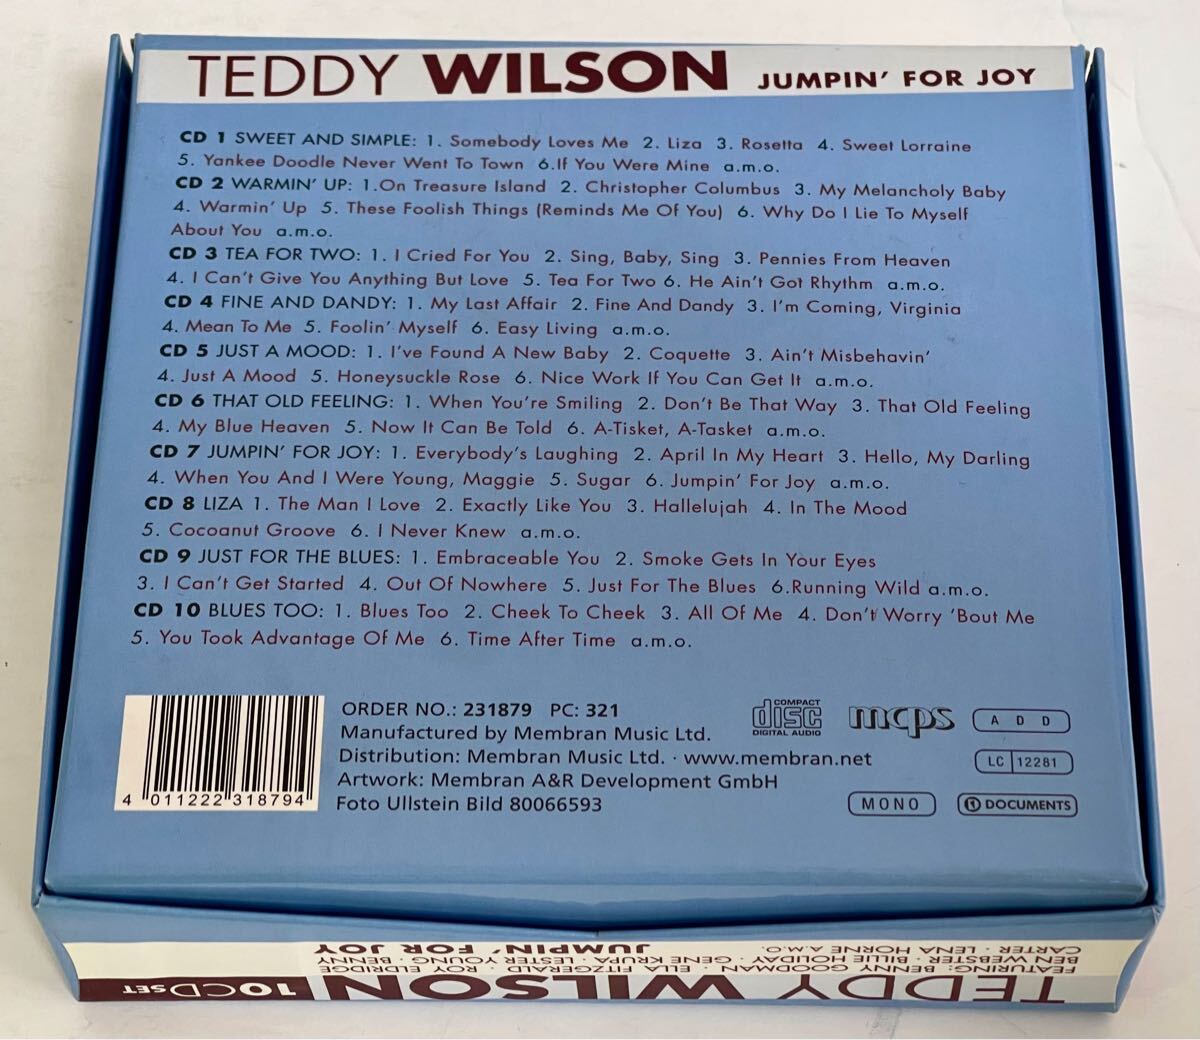 TEDDY WILSON JUMPIN' FOR JOY
CD 1 SWEET AND SIMPLE: 1. Somebody Loves Me 2. Liza 3. Rosetta 4. Sweet Lorraine
5. Yankee Doodle Never Went To Town 6.If You Were Mine a.m.o.
CD 2 WARMIN' UP: 1.On Treasure Island 2. Christopher Columbus 3. My Melancholy Baby
4. Warmin' Up 5. These Foolish Things (Reminds Me Of You) 6. Why Do I Lie To Myself
About You a.m.o.
CD 3 TEA FOR TWO: 1. I Cried For You 2. Sing, Baby, Sing 3. Pennies From Heaven
4. I Can't Give You Anything But Love 5. Tea For Two 6. He Ain't Got Rhythm a.m.o.
CD 4 FINE AND DANDY: 1. My Last Affair 2. Fine And Dandy 3. I'm Coming, Virginia
4. Mean To Me 5. Foolin' Myself 6. Easy Living a.m.o.
CD 5 JUST A MOOD: 1. I've Found A New Baby 2. Coquette 3. Ain't Misbehavin'
4. Just A Mood 5. Honeysuckle Rose 6. Nice Work If You Can Get It a.m.o.
CD 6 THAT OLD FEELING: 1. When You're Smiling 2. Don't Be That Way 3. That Old Feeling
4. My Blue Heaven 5. Now It Can Be Told 6. A-Tisket, A-Tasket a.m.o.
CD 7 JUMPIN' FOR JOY: 1. Everybody's Laughing 2. April In My Heart 3. Hello, My Darling
4. When You And I Were Young, Maggie 5. Sugar 6. Jumpin' For Joy a.m.o.
CD 8 LIZA 1. The Man I Love 2. Exactly Like You 3. Hallelujah 4. In The Mood
5. Cocoanut Groove 6. I Never Knew a.m.o.
CD 9 JUST FOR THE BLUES: 1. Embraceable You 2. Smoke Gets In Your Eyes
3. I Can't Get Started 4. Out Of Nowhere 5. Just For The Blues 6.Running Wild a.m.o.
CD 10 BLUES TOO: 1. Blues Too 2. Cheek To Cheek 3. All Of Me 4. Don't Worry 'Bout Me
5. You Took Advantage Of Me 6. Time After Time a.m.o.
4 011222 318794
ORDER NO.: 231879 PC: 321
Manufactured by Membran Music Ltd.
Distribution: Membran Music Ltd. · www.membran.net
Artwork: Membran A&R Development GmbH
Foto Ullstein Bild 80066593
COMPACT
disc
DIGITAL AUDIO
mcps
ADD
LC 12281
MONO
DOCUMENTS
TEDDY WILSON 10CD SET
FEATURING: BENNY GOODMAN · ELLA FITZGERALD · ROY ELDRIDGE
BEN WEBSTER · BILLIE HOLIDAY · GENE KRUPA · LESTER YOUNG · BENNY
CARTER · LENA HORNE A.M.O.
JUMPIN' FOR JOY